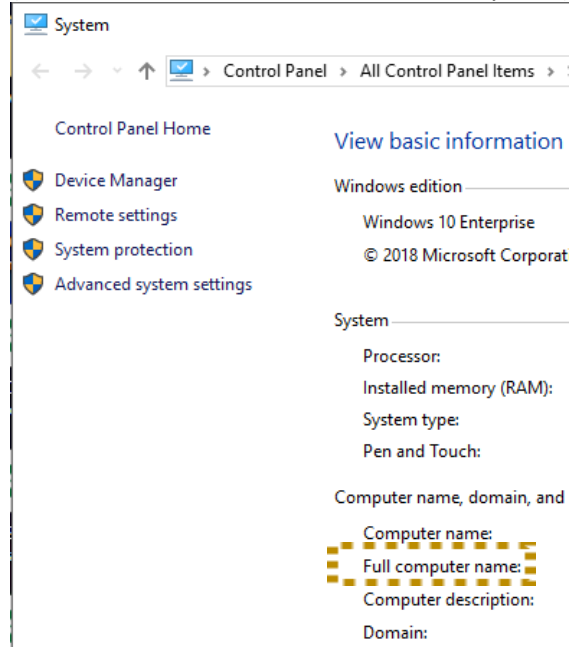 System
Control Panel > All Control Panel Items >
Control Panel Home
Device Manager
Remote settings
System protection
Advanced system settings
View basic information
Windows edition
Windows 10 Enterprise
© 2018 Microsoft Corporati
System
Processor:
Installed memory (RAM):
System type:
Pen and Touch:
Computer name, domain, and
Computer name:
Full computer name:
Computer description:
Domain: